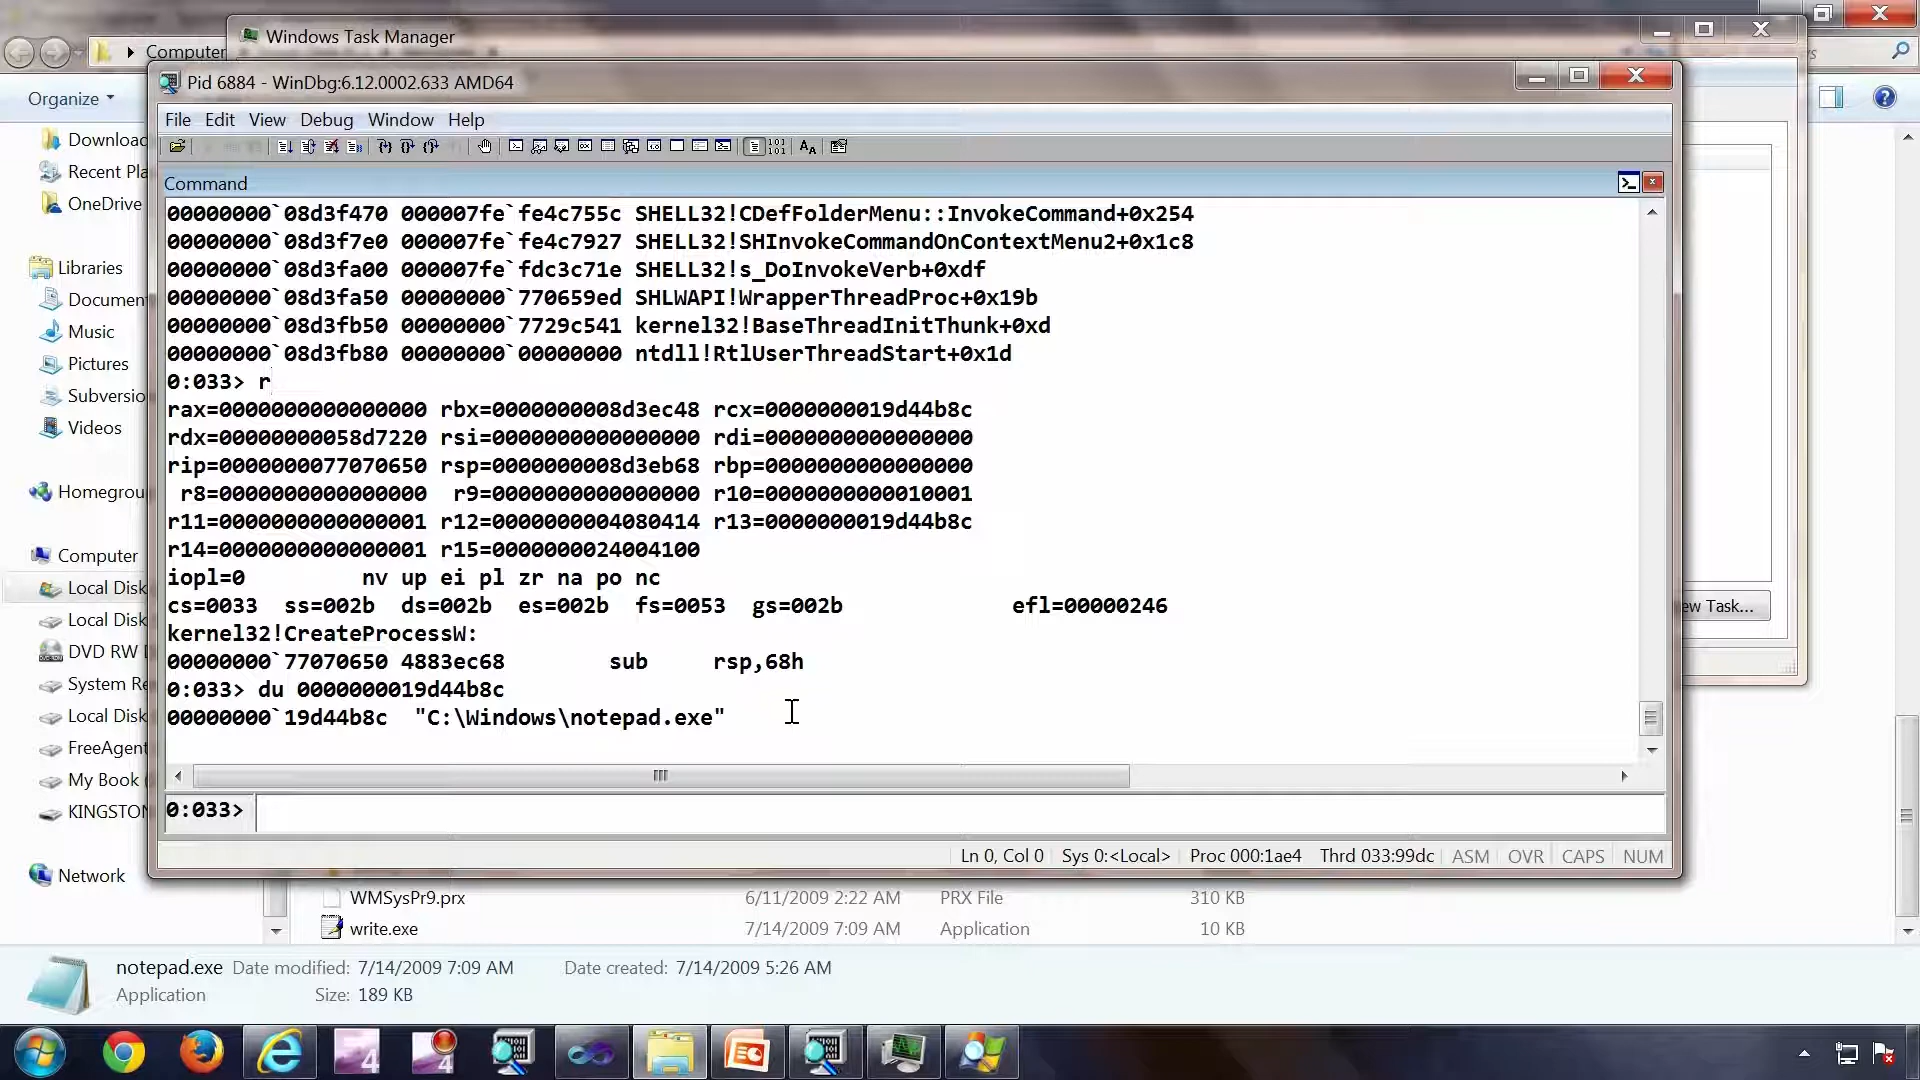 Windows Task Manager
Computer
Pid 6884 - WinDbg:6.12.0002.633 AMD64
Organize
File Edit View Debug Window Help
Command
00000000`08d3f470 000007fe`fe4c755c SHELL32!CDefFolderMenu::InvokeCommand+0x254
00000000`08d3f7e0 000007fe`fe4c7927 SHELL32!SHInvokeCommandOnContextMenu2+0x1c8
00000000`08d3fa00 000007fe`fdc3c71e SHELL32!s_DoInvokeVerb+0xdf
00000000`08d3fa50 00000000`770659ed SHLWAPI!WrapperThreadProc+0x19b
00000000`08d3fb50 00000000`7729c541 kernel32!BaseThreadInitThunk+0xd
00000000`08d3fb80 00000000`00000000 ntdll!RtlUserThreadStart+0x1d
0:033> r
rax=0000000000000000 rbx=0000000008d3ec48 rcx=0000000019d44b8c
rdx=00000000058d7220 rsi=0000000000000000 rdi=0000000000000000
rip=0000000077070650 rsp=0000000008d3eb68 rbp=0000000000000000
r8=0000000000000000 r9=0000000000000000 r10=0000000000010001
r11=0000000000000001 r12=0000000004080414 r13=0000000019d44b8c
r14=0000000000000001 r15=0000000024004100
iopl=0 nv up ei pl zr na po nc
cs=0033 ss=002b ds=002b es=002b fs=0053 gs=002b efl=00000246
kernel32!CreateProcessW:
00000000`77070650 4883ec68 sub rsp,68h
0:033> du 0000000019d44b8c
00000000`19d44b8c "C:\Windows\notepad.exe"
0:033>
Ln 0, Col 0 Sys 0:<Local> Proc 000:1ae4 Thrd 033:99dc ASM OVR CAPS NUM
Download
Recent Pla
OneDrive
Libraries
Documen
Music
Pictures
Subversio
Videos
Homegrou
Computer
Local Disk
Local Disk
DVD RW D
System Re
Local Disk
FreeAgent
My Book (
KINGSTON
Network
ew Task...
WMSysPr9.prx 6/11/2009 2:22 AM PRX File 310 KB
write.exe 7/14/2009 7:09 AM Application 10 KB
notepad.exe Date modified: 7/14/2009 7:09 AM Date created: 7/14/2009 5:26 AM
Application Size: 189 KB
4
4